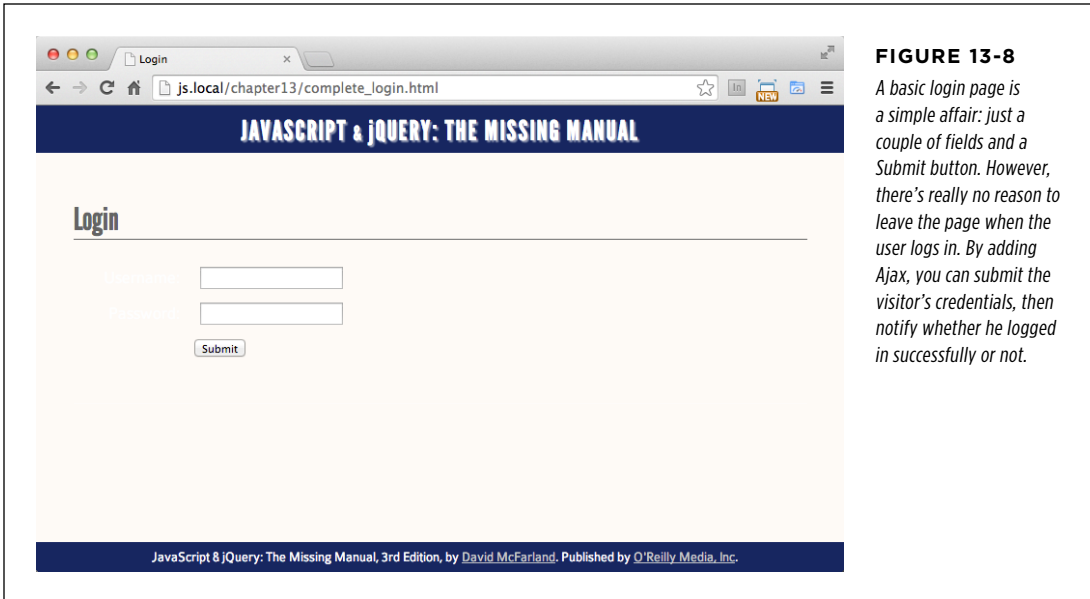 Login
js.local/chapter13/complete_login.html
In
NEW
JAVASCRIPT & jQUERY: THE MISSING MANUAL
Login
Username
Password
Submit
JavaScript & jQuery: The Missing Manual, 3rd Edition, by David McFarland. Published by O'Reilly Media, Inc.
FIGURE 13-8
A basic login page is
a simple affair: just a
couple of fields and a
Submit button. However,
there's really no reason to
leave the page when the
user logs in. By adding
Ajax, you can submit the
visitor's credentials, then
notify whether he logged
in successfully or not.